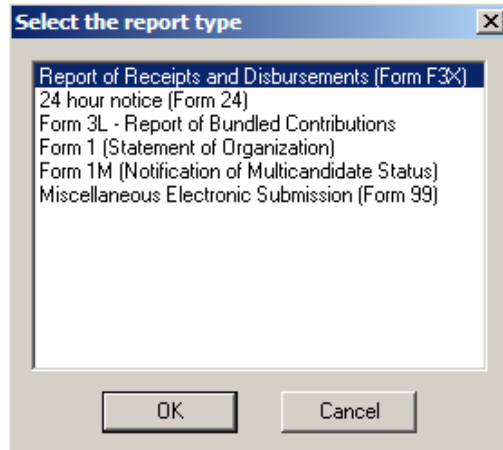 Select the report type
Report of Receipts and Disbursements (Form F3X)
24 hour notice (Form 24)
Form 3L - Report of Bundled Contributions
Form 1 (Statement of Organization)
Form 1M (Notification of Multicandidate Status)
Miscellaneous Electronic Submission (Form 99)
OK Cancel